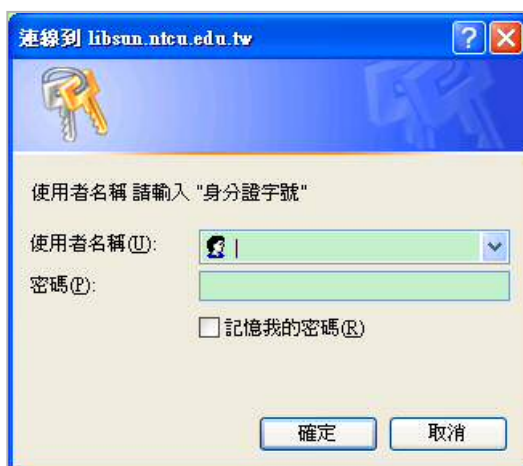 連線到 libsun.ntcu.edu.tw
使用者名稱 請輸入 "身分證字號"
使用者名稱(U):
密碼(P):
記憶我的密碼(R)
確定 取消